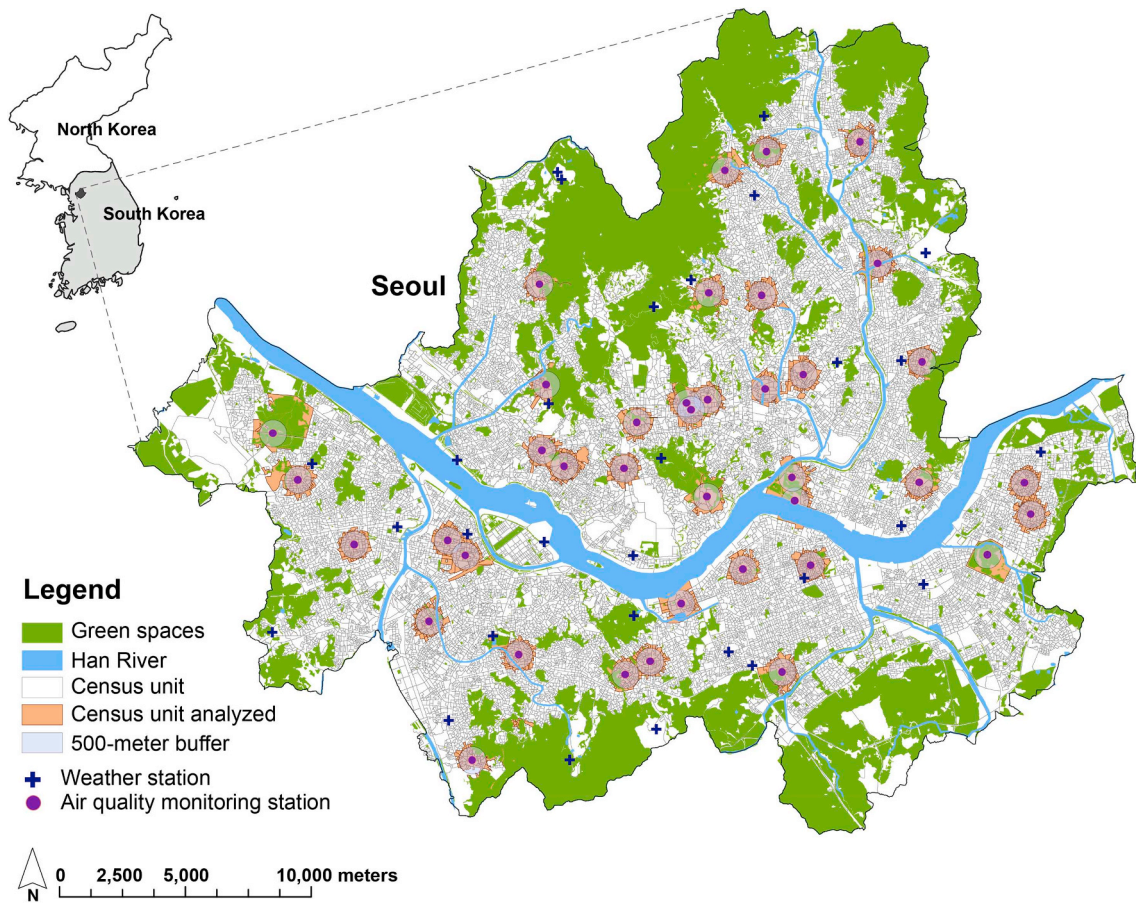 North Korea
South Korea
Seoul
Legend
Green spaces
Han River
Census unit
Census unit analyzed
500-meter buffer
Weather station
Air quality monitoring station
N
0 2,500 5,000 10,000 meters